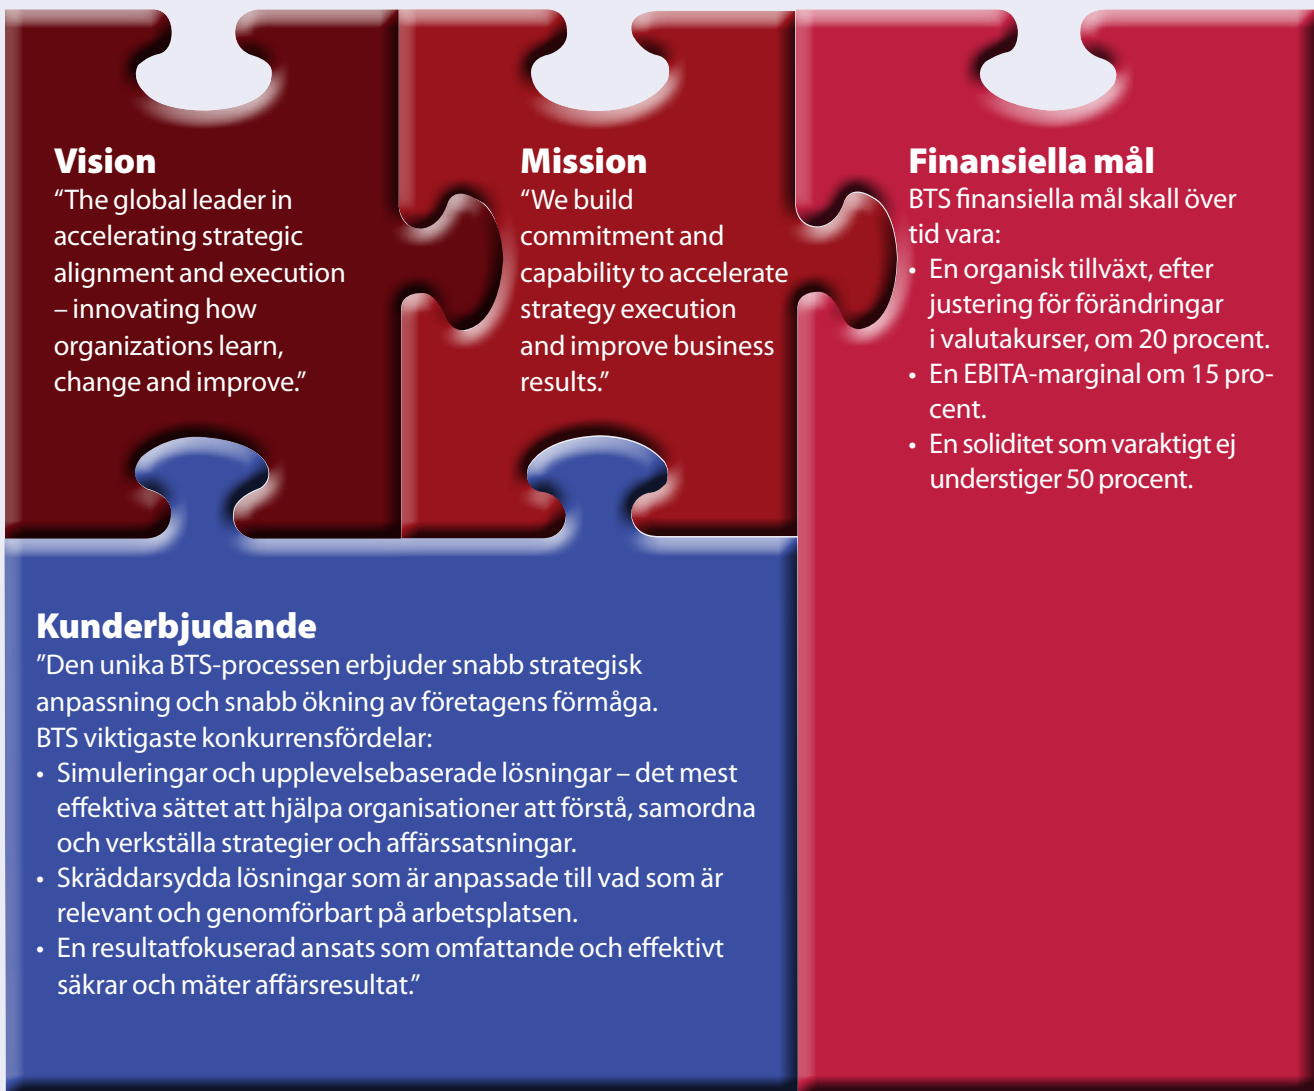 Vision
“The global leader in
accelerating strategic
alignment and execution
– innovating how
organizations learn,
change and improve.”
Mission
“We build
commitment and
capability to accelerate
strategy execution
and improve business
results.”
Finansiella mål
BTS finansiella mål skall över
tid vara:
• En organisk tillväxt, efter
justering för förändringar
i valutakurser, om 20 procent.
• En EBITA-marginal om 15 pro-
cent.
• En soliditet som varaktigt ej
understiger 50 procent.
Kunderbjudande
”Den unika BTS-processen erbjuder snabb strategisk
anpassning och snabb ökning av företagens förmåga.
BTS viktigaste konkurrensfördelar:
• Simuleringar och upplevelsebaserade lösningar – det mest
effektiva sättet att hjälpa organisationer att förstå, samordna
och verkställa strategier och affärssatsningar.
• Skräddarsydda lösningar som är anpassade till vad som är
relevant och genomförbart på arbetsplatsen.
• En resultatfokuserad ansats som omfattande och effektivt
säkrar och mäter affärsresultat.”